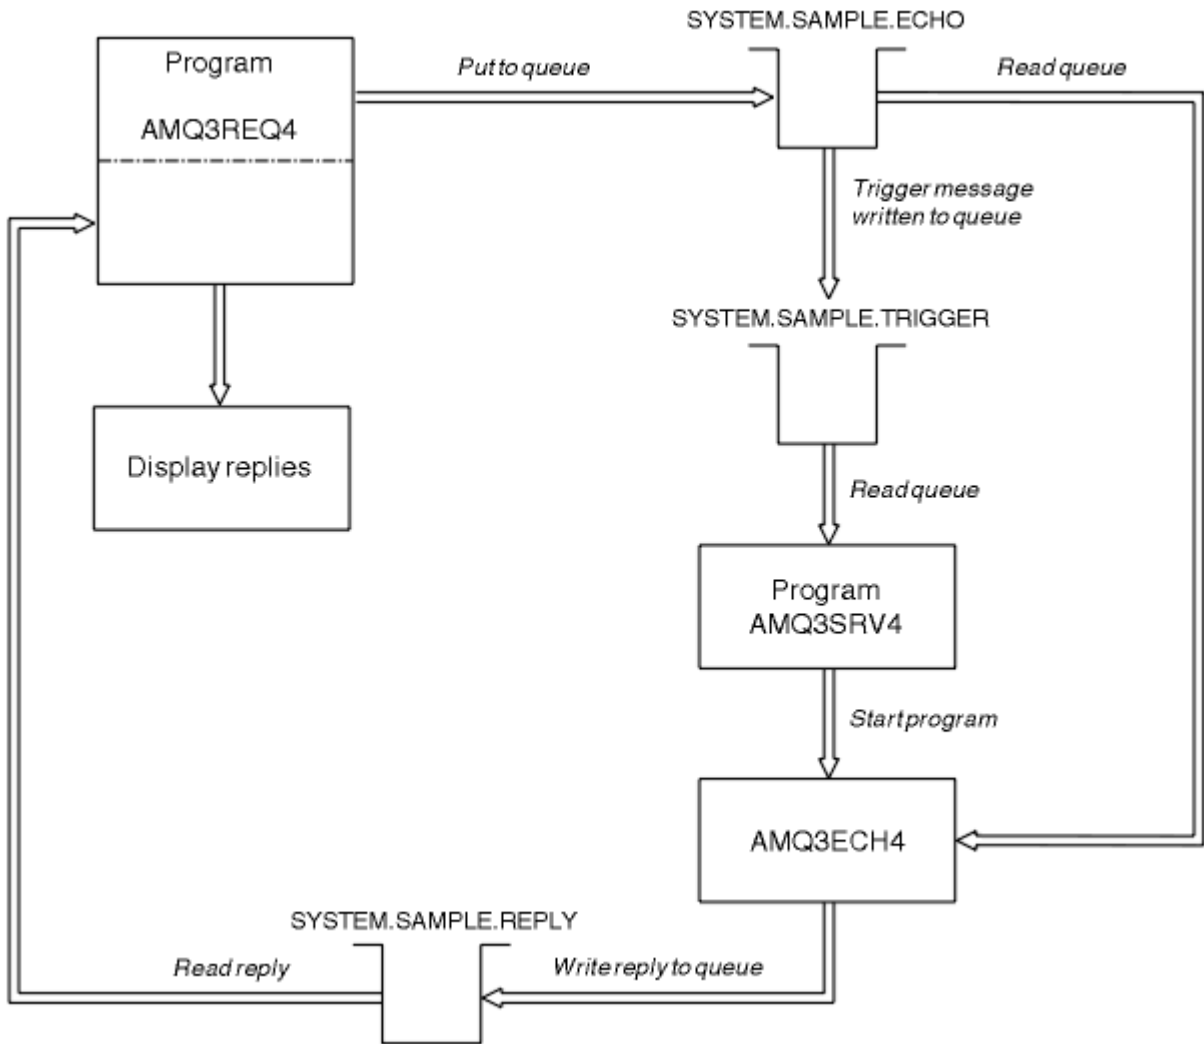 SYSTEM.SAMPLE.ECHO
Program
AMQ3REQ4
Put to queue
Read queue
Trigger message
written to queue
SYSTEM.SAMPLE.TRIGGER
Display replies
Read queue
Program
AMQ3SRV4
Start program
AMQ3ECH4
SYSTEM.SAMPLE.REPLY
Read reply
Write reply to queue